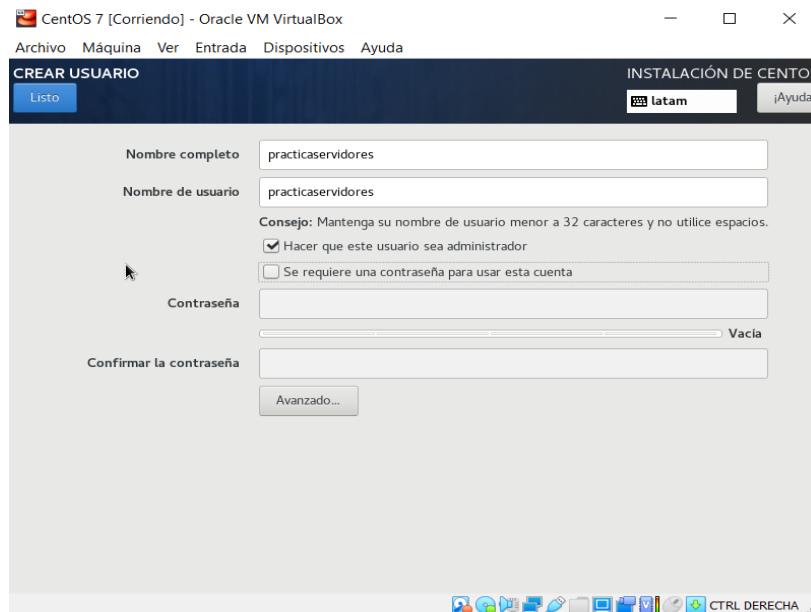 CentOS 7 [Corriendo] - Oracle VM VirtualBox
Archivo Máquina Ver Entrada Dispositivos Ayuda
CREAR USUARIO
INSTALACIÓN DE CENTO
Listo
latam
¡Ayuda
Nombre completo
practicaservidores
Nombre de usuario
practicaservidores
Consejo: Mantenga su nombre de usuario menor a 32 caracteres y no utilice espacios.
Hacer que este usuario sea administrador
Se requiere una contraseña para usar esta cuenta
Contraseña
Vacía
Confirmar la contraseña
Avanzado...
CTRL DERECHA